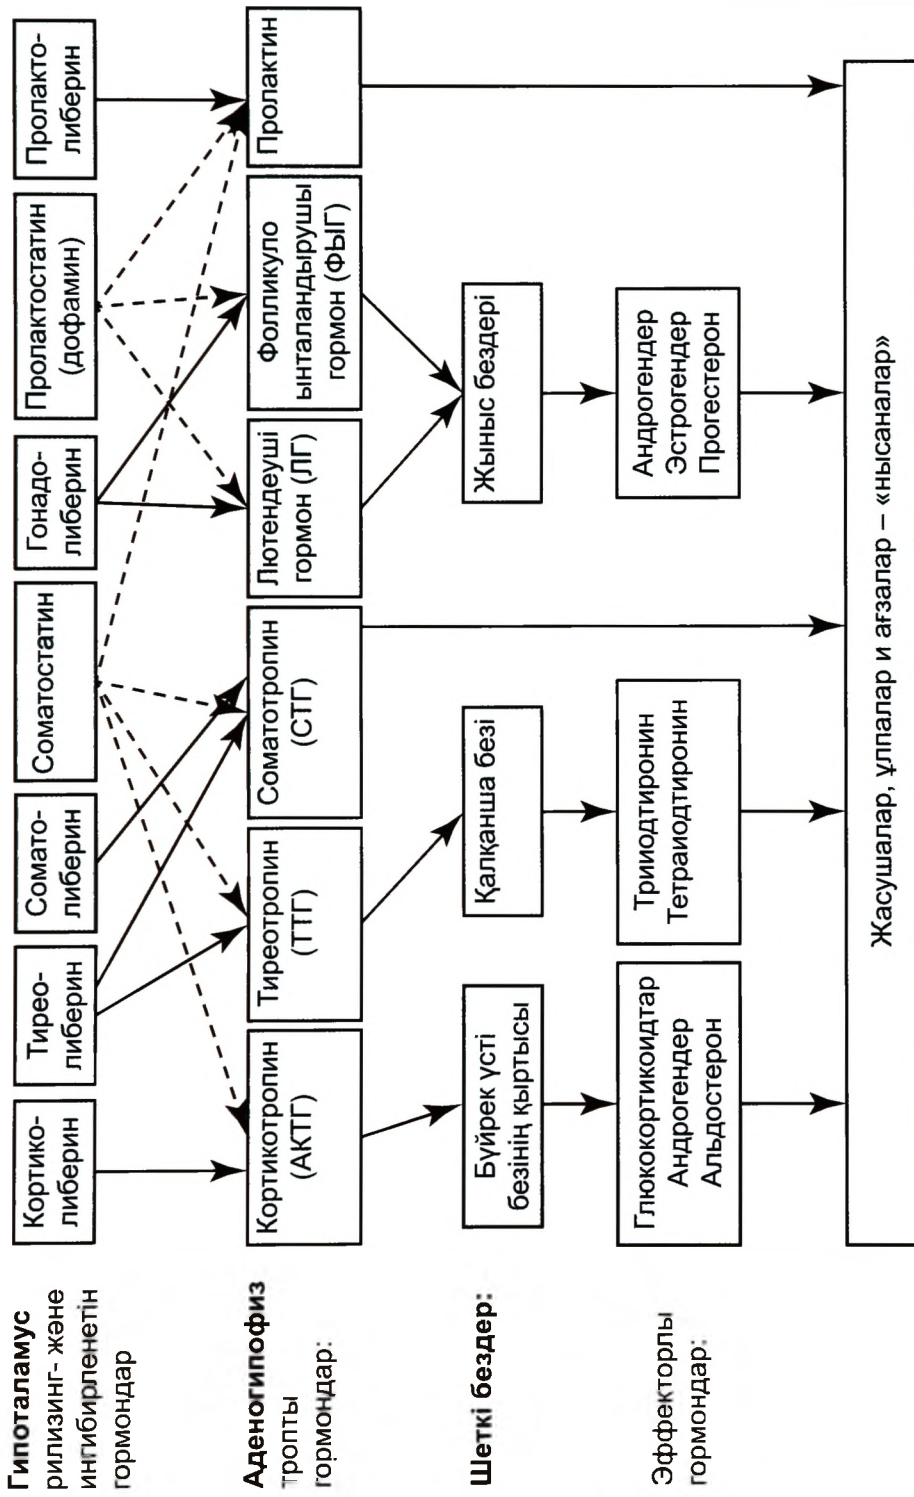 Гипоталамус
рилизинг- және
ингибирленетін
гормондар
Кортико-
либерин
Тирео-
либерин
Сомато-
либерин
Соматостатин
Гонадо-
либерин
Пролактостатин
(дофамин)
Пролакто-
либерин
Аденогипофиз
тропты
гормондар:
Кортикотропин
(АКТГ)
Тиреотропин
(ТТГ)
Соматотропин
(СТГ)
Лютендеуші
гормон (ЛГ)
Фолликуло
ынталандырушы
гормон (ФЫГ)
Пролактин
Шеткі бездер:
Бүйрек үсті
безінің қыртысы
Қалқанша безі
Жыныс бездері
Эффекторлы
гормондар:
Глюкокортикоидтар
Андрогендер
Альдостерон
Трииодтиронин
Тетраиодтиронин
Андрогендер
Эстрогендер
Прогестерон
Жасушалар, ұлпалар и ағзалар – «нысаналар»